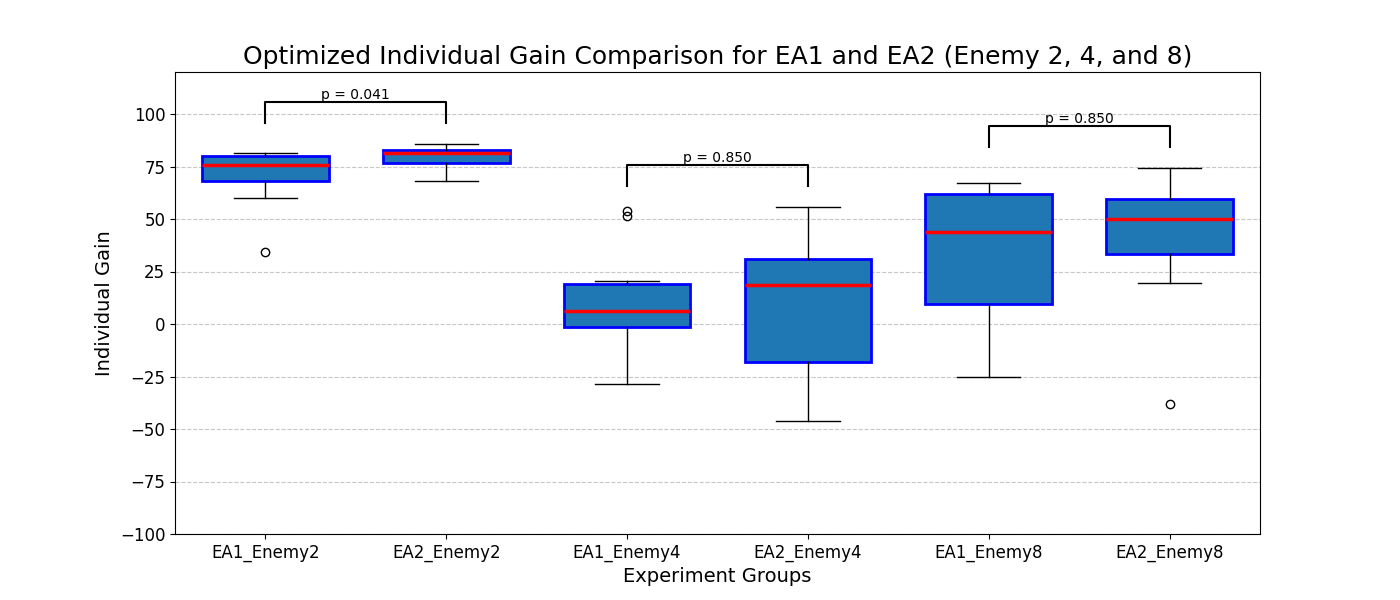 Optimized Individual Gain Comparison for EA1 and EA2 (Enemy 2, 4, and 8)
p = 0.041
p = 0.850
p = 0.850
100
75
50
25
0
−25
−50
−75
−100
Individual Gain
EA1_Enemy2
EA2_Enemy2
EA1_Enemy4
EA2_Enemy4
EA1_Enemy8
EA2_Enemy8
Experiment Groups